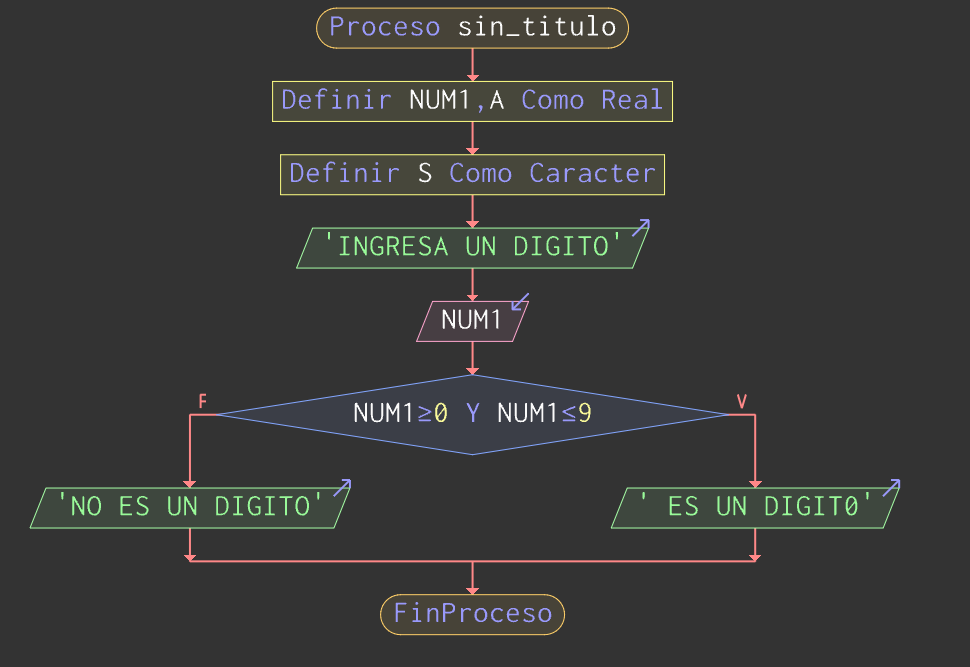 Proceso sin_titulo
Definir NUM1,A Como Real
Definir S Como Caracter
'INGRESA UN DIGITO'
NUM1
F
V
NUM1≥0 Y NUM1≤9
'NO ES UN DIGITO'
' ES UN DIGIT0'
FinProceso